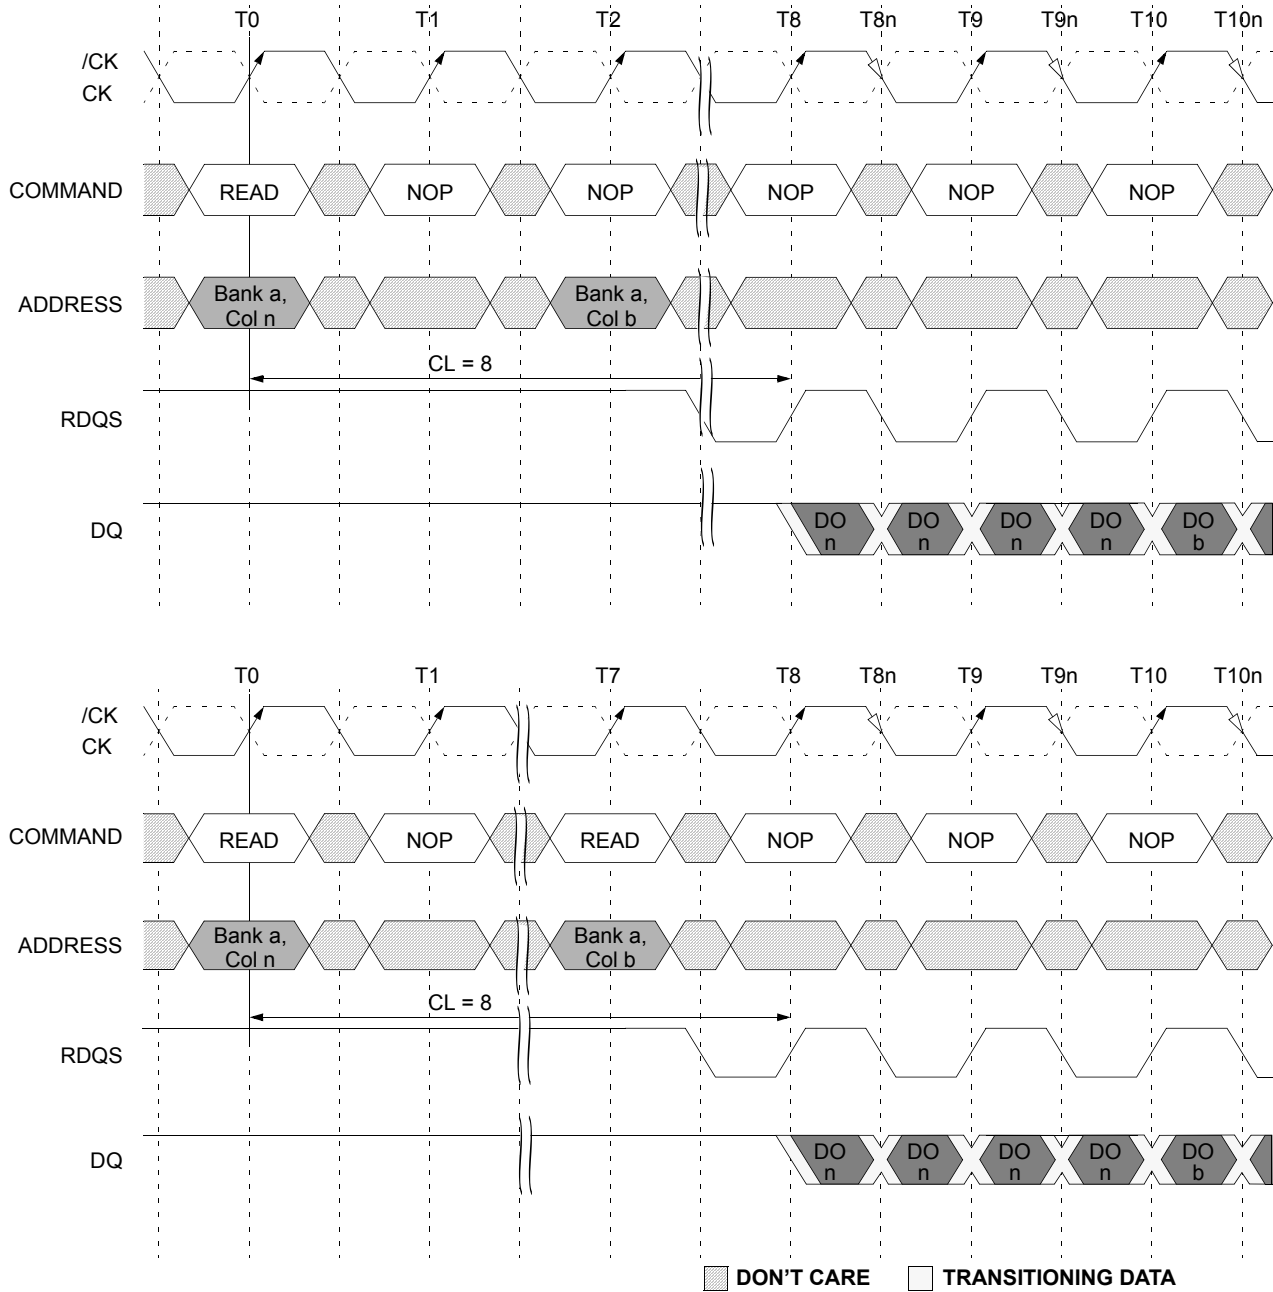 T0 T1 T2 T8 T8n T9 T9n T10 T10n
/CK
CK
COMMAND READ NOP NOP NOP NOP NOP
ADDRESS Bank a, Col n Bank a, Col b
CL = 8
RDQS
DQ DO n DO n DO n DO n DO b
T0 T1 T7 T8 T8n T9 T9n T10 T10n
/CK
CK
COMMAND READ NOP READ NOP NOP NOP
ADDRESS Bank a, Col n Bank a, Col b
CL = 8
RDQS
DQ DO n DO n DO n DO n DO b
DON'T CARE TRANSITIONING DATA